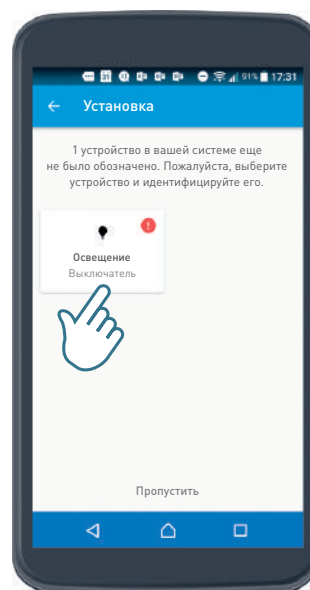 91% 17:31
Установка
1 устройство в вашей системе еще
не было обозначено. Пожалуйста, выберите
устройство и идентифицируйте его.
Освещение
Выключатель
Пропустить